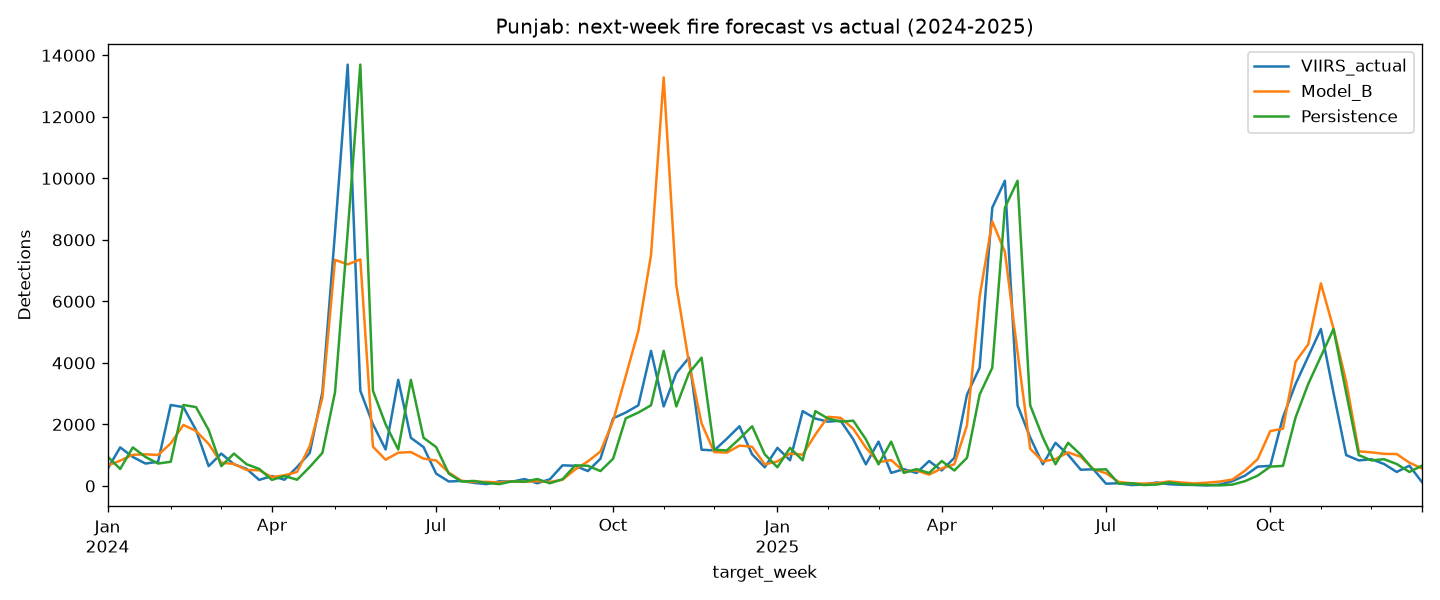 Punjab: next-week fire forecast vs actual (2024-2025)
VIIRS_actual
Model_B
Persistence
Detections
14000
12000
10000
8000
6000
4000
2000
0
Jan Apr Jul Oct Jan Apr Jul Oct
2024 2025
target_week